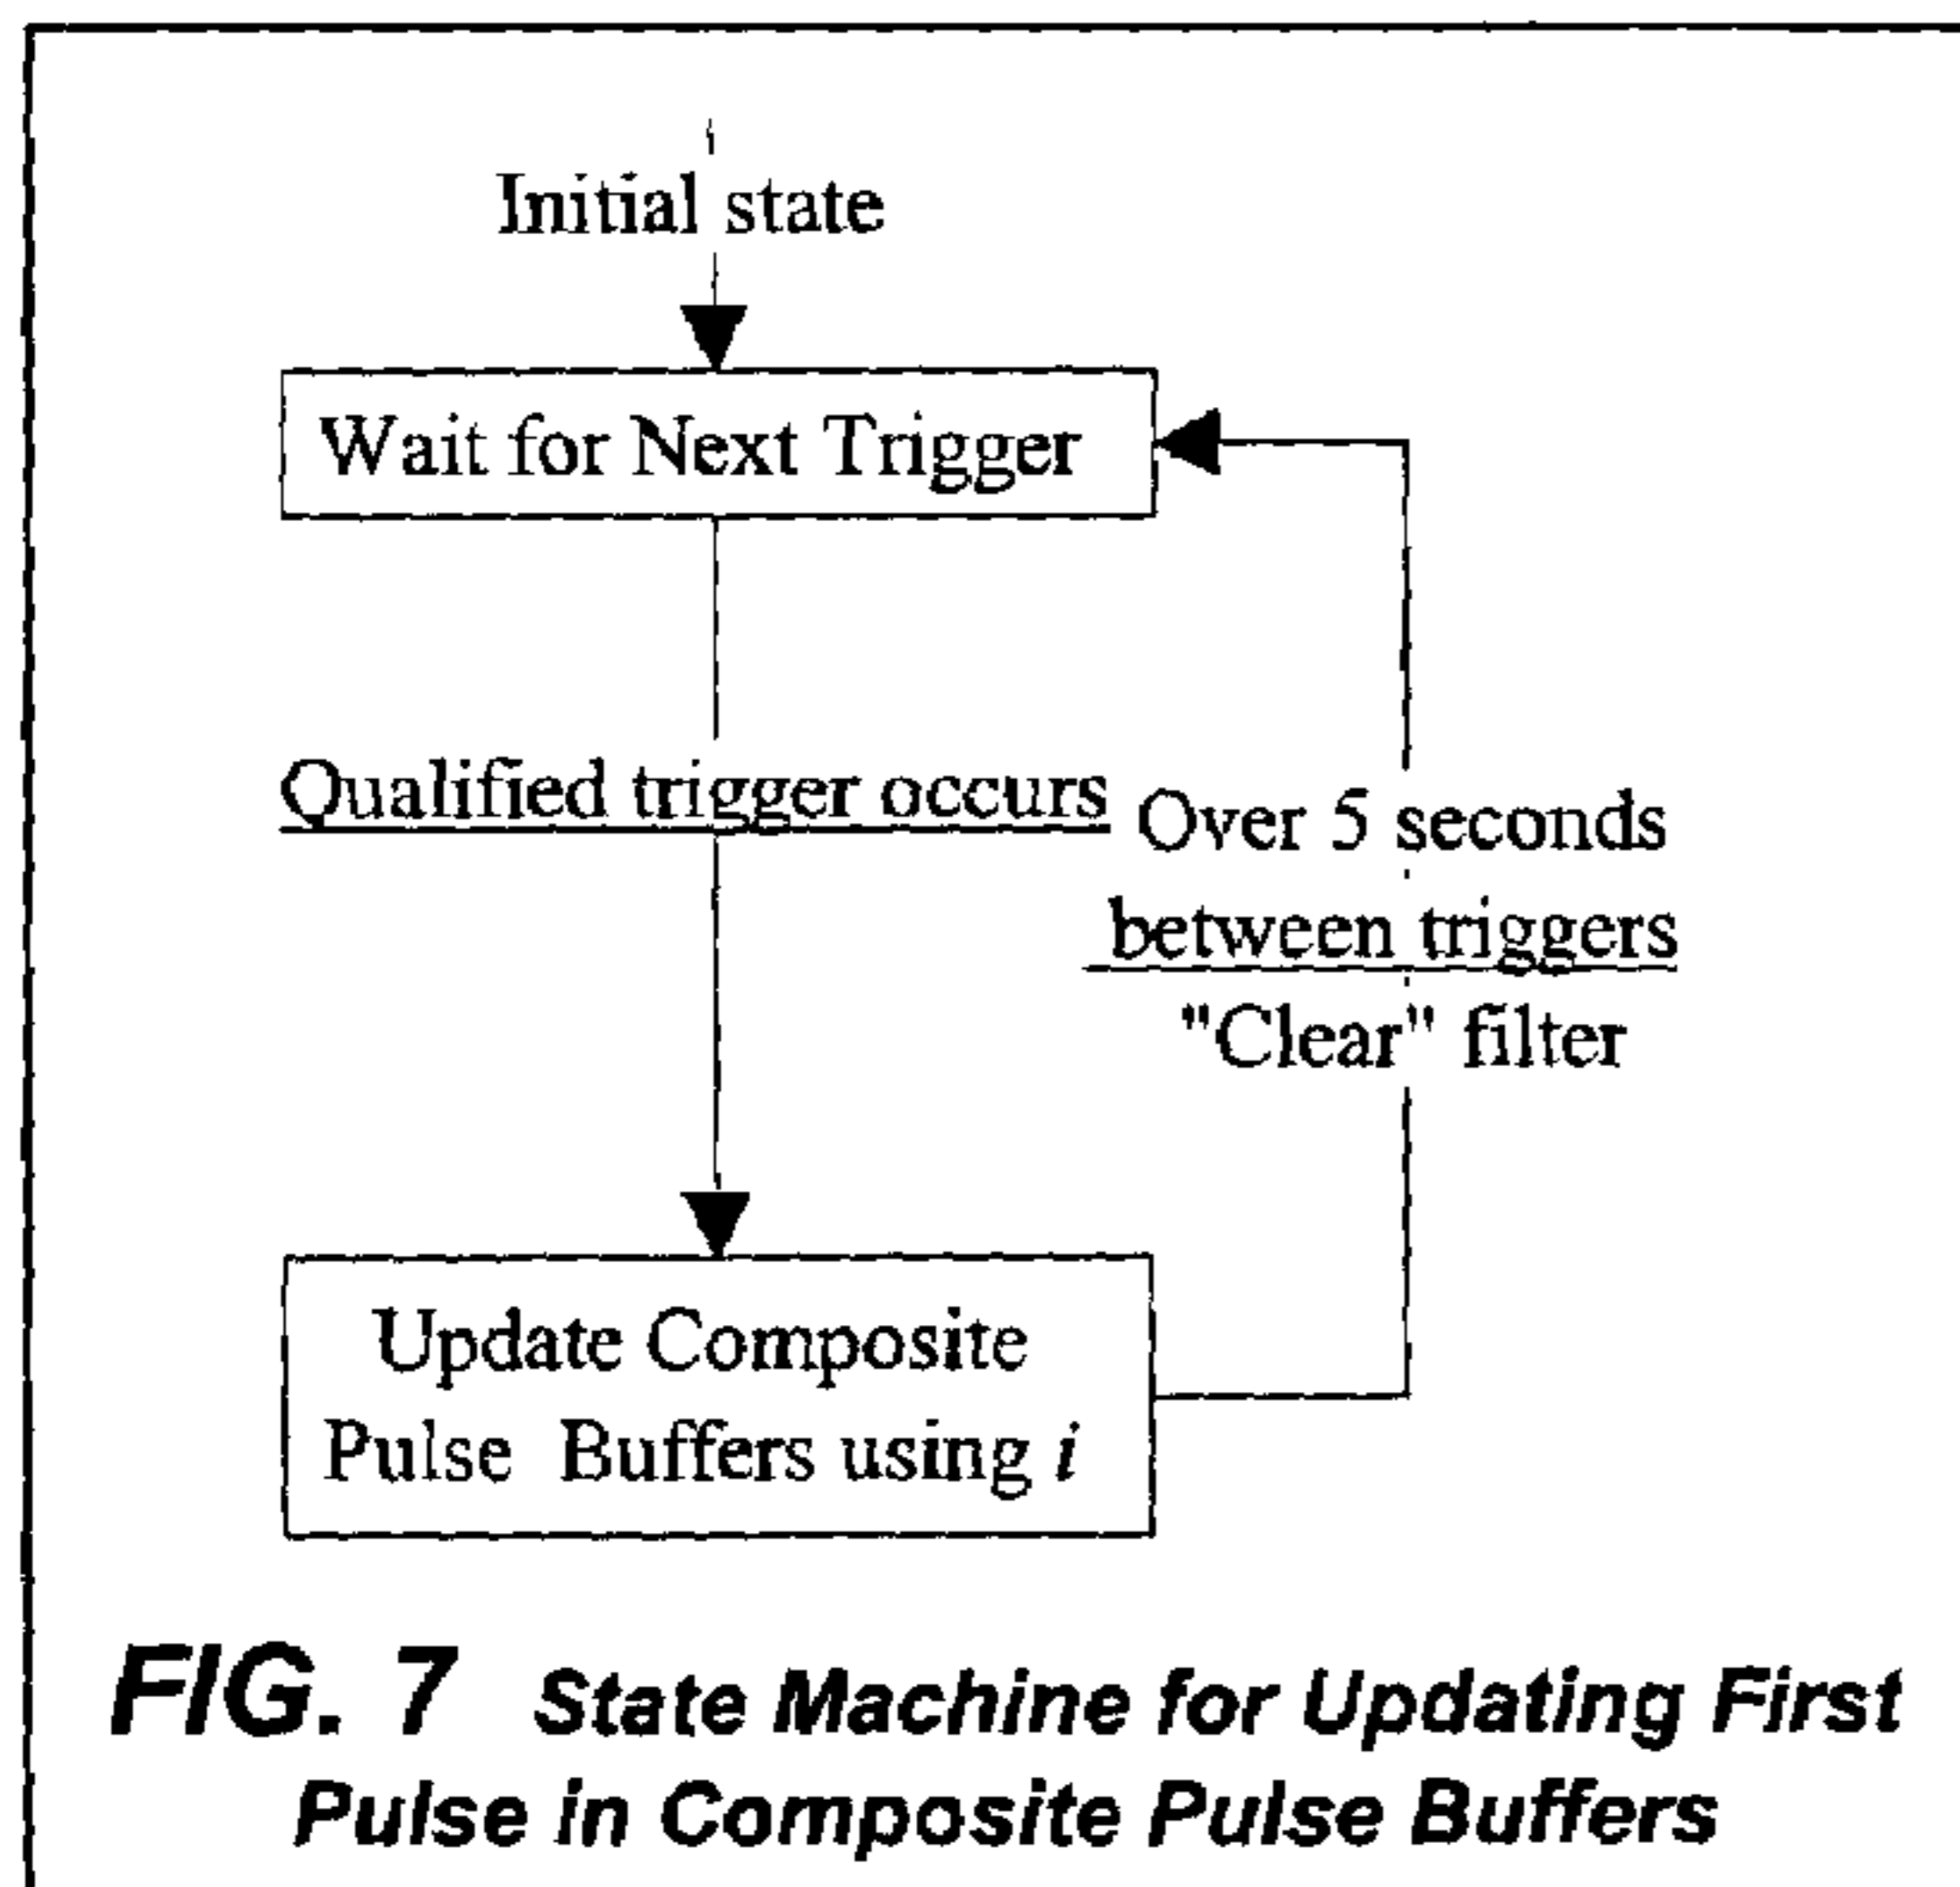 Initial state
Wait for Next Trigger
Qualified trigger occurs
Over 5 seconds
between triggers
"Clear" filter
Update Composite
Pulse Buffers using i
FIG. 7 State Machine for Updating First
Pulse in Composite Pulse Buffers